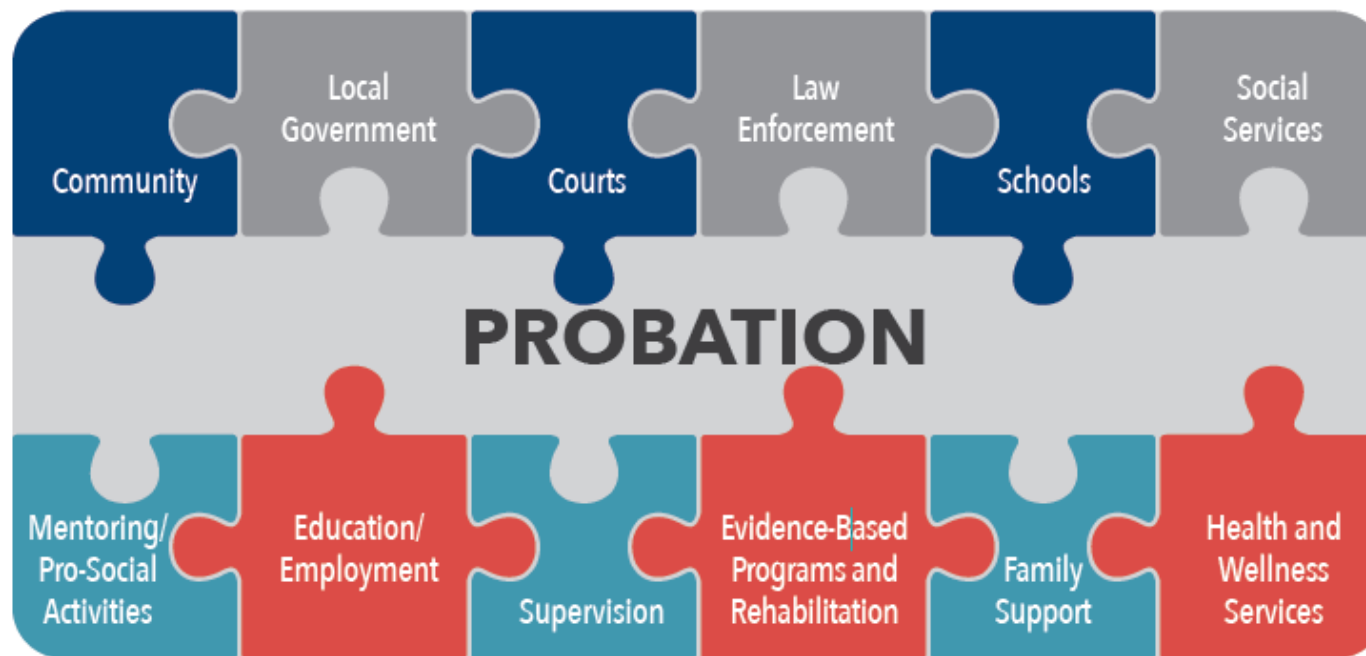 Community
Local
Government
Courts
Law
Enforcement
Schools
Social
Services
PROBATION
Mentoring/
Pro-Social
Activities
Education/
Employment
Supervision
Evidence-Based
Programs and
Rehabilitation
Family
Support
Health and
Wellness
Services